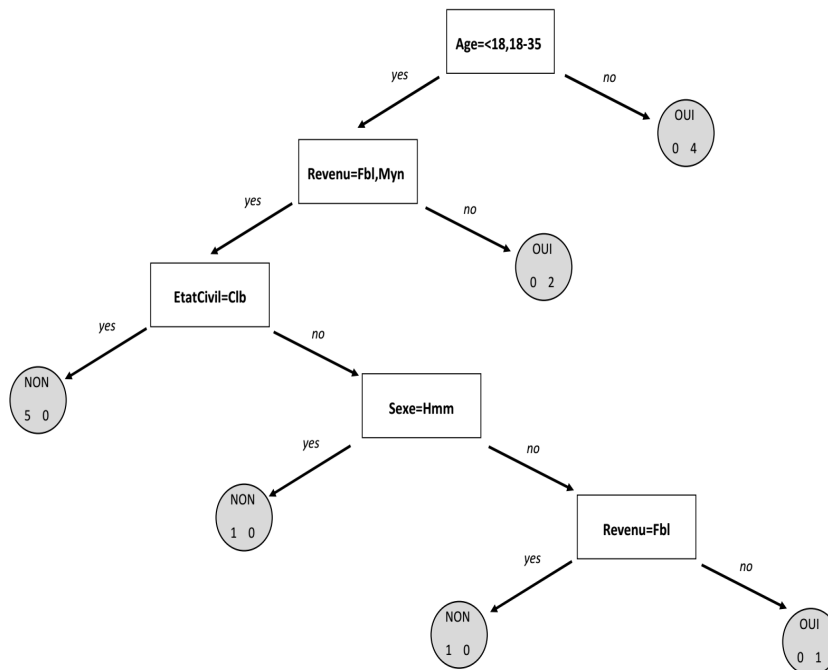 Age=<18,18-35
yes
no
OUI
0 4
Revenu=Fbl,Myn
yes
no
OUI
0 2
EtatCivil=Clb
yes
no
NON
5 0
Sexe=Hmm
yes
no
NON
1 0
Revenu=Fbl
yes
no
NON
1 0
OUI
0 1